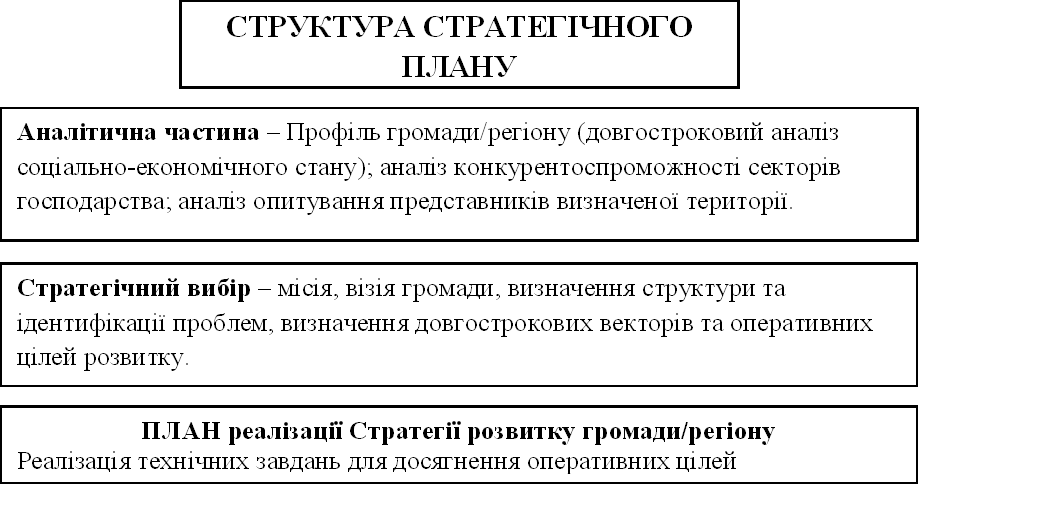 СТРУКТУРА СТРАТЕГІЧНОГО
ПЛАНУ
Аналітична частина – Профіль громади/регіону (довгостроковий аналіз
соціально-економічного стану); аналіз конкурентоспроможності секторів
господарства; аналіз опитування представників визначеної території.
Стратегічний вибір – місія, візія громади, визначення структури та
ідентифікації проблем, визначення довгострокових векторів та оперативних
цілей розвитку.
ПЛАН реалізації Стратегії розвитку громади/регіону
Реалізація технічних завдань для досягнення оперативних цілей